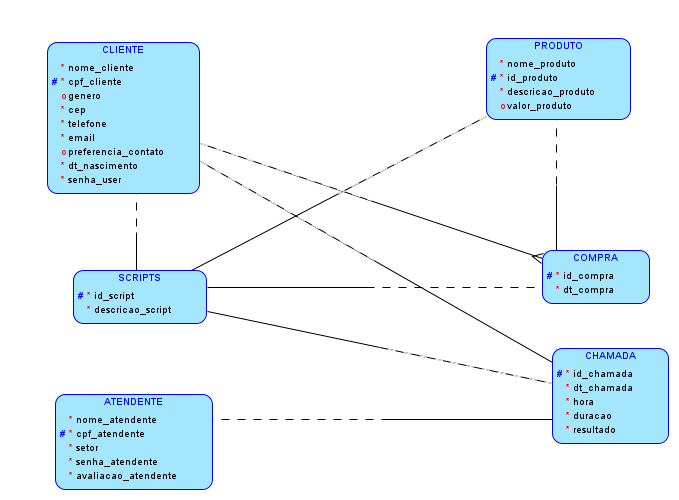 CLIENTE
* nome_cliente
# * cpf_cliente
o genero
* cep
* telefone
* email
o preferencia_contato
* dt_nascimento
* senha_user
PRODUTO
* nome_produto
# * id_produto
* descricao_produto
o valor_produto
SCRIPTS
# * id_script
* descricao_script
COMPRA
# * id_compra
* dt_compra
CHAMADA
# * id_chamada
* dt_chamada
* hora
* duracao
* resultado
ATENDENTE
* nome_atendente
# * cpf_atendente
* setor
* senha_atendente
* avaliacao_atendente